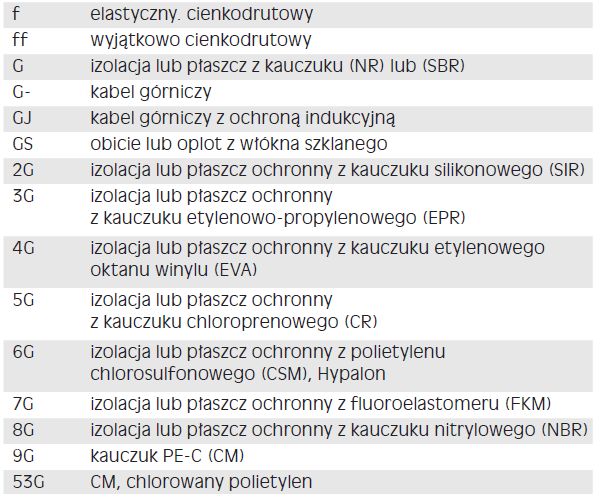 f elastyczny. cienkodrutowy
ff wyjątkowo cienkodrutowy
G izolacja lub płaszcz z kauczuku (NR) lub (SBR)
G- kabel górniczy
GJ kabel górniczy z ochroną indukcyjną
GS obicie lub oplot z włókna szklanego
2G izolacja lub płaszcz ochronny z kauczuku silikonowego (SIR)
3G izolacja lub płaszcz ochronny
z kauczuku etylenowo-propylenowego (EPR)
4G izolacja lub płaszcz ochronny z kauczuku etylenowego
oktanu winylu (EVA)
5G izolacja lub płaszcz ochronny
z kauczuku chloroprenowego (CR)
6G izolacja lub płaszcz ochronny z polietylenu
chlorosulfonowego (CSM), Hypalon
7G izolacja lub płaszcz ochronny z fluoroelastomeru (FKM)
8G izolacja lub płaszcz ochronny z kauczuku nitrylowego (NBR)
9G kauczuk PE-C (CM)
53G CM, chlorowany polietylen